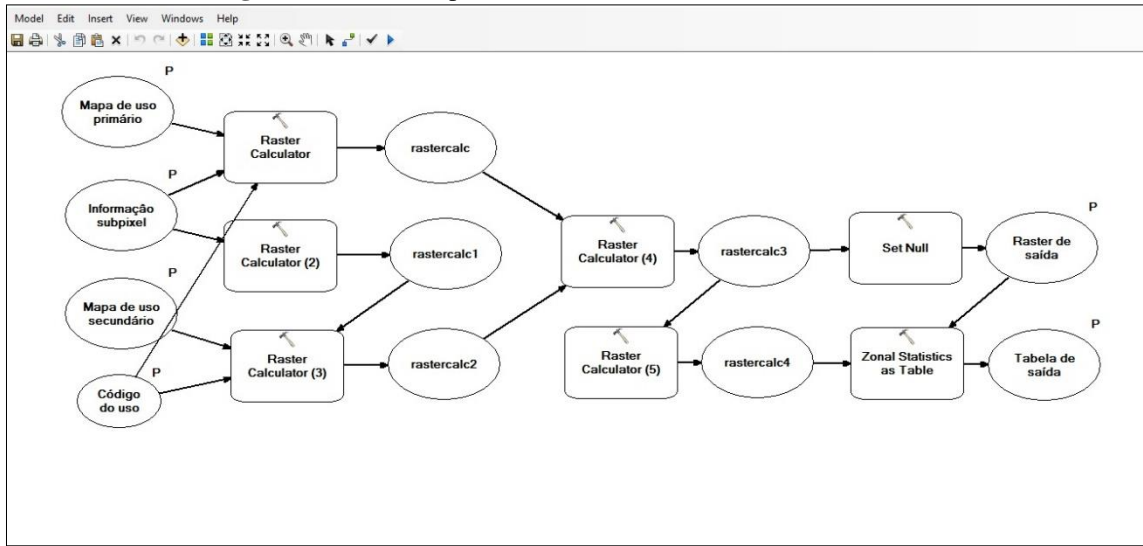 Model Edit Insert View Windows Help
P
Mapa de uso
primário
Raster
Calculator
rastercalc
P
Informação
subpixel
Raster
Calculator (2)
rastercalc1
P
Mapa de uso
secundário
Raster
Calculator (3)
rastercalc2
P
Código
do uso
Raster
Calculator (4)
rastercalc3
Set Null
P
Raster de
saída
Raster
Calculator (5)
rastercalc4
Zonal Statistics
as Table
P
Tabela de
saída